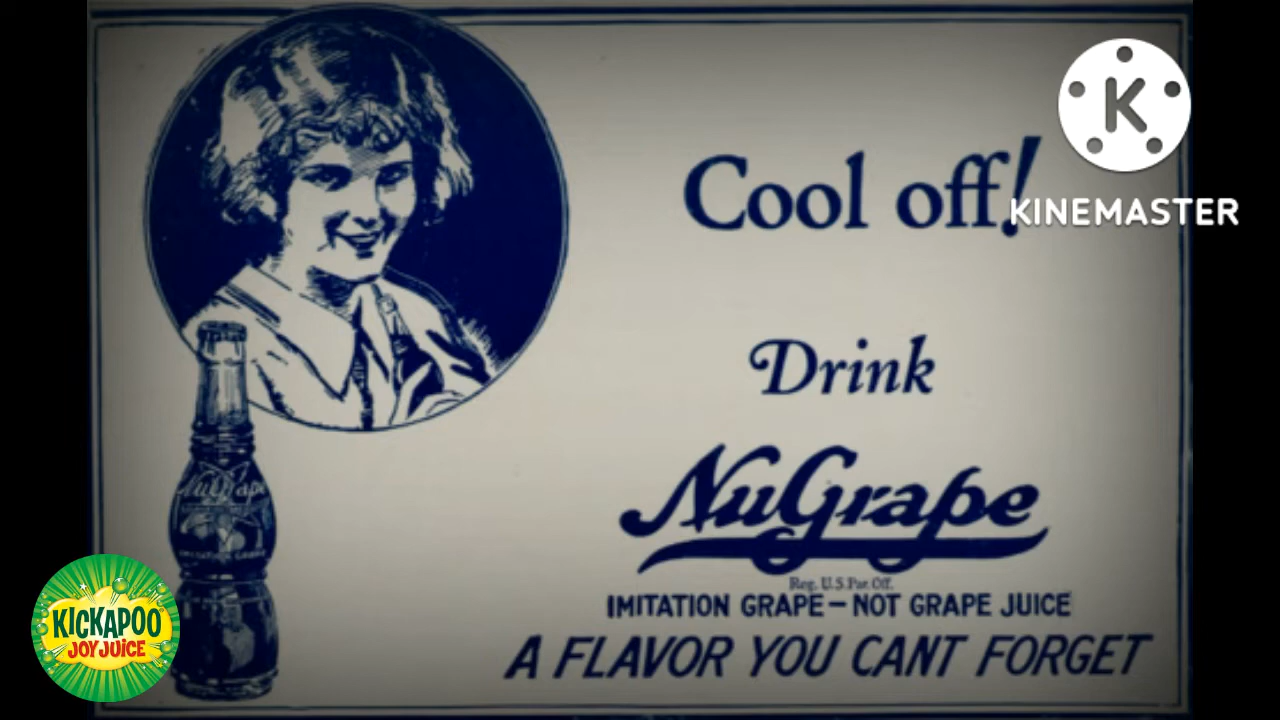 Cool off!
KINEMASTER
Drink
NuGrape
NuGrape
Reg. U.S. Pat. Off.
IMITATION GRAPE – NOT GRAPE JUICE
A FLAVOR YOU CANT FORGET
KICKAPOO
JOY JUICE
K